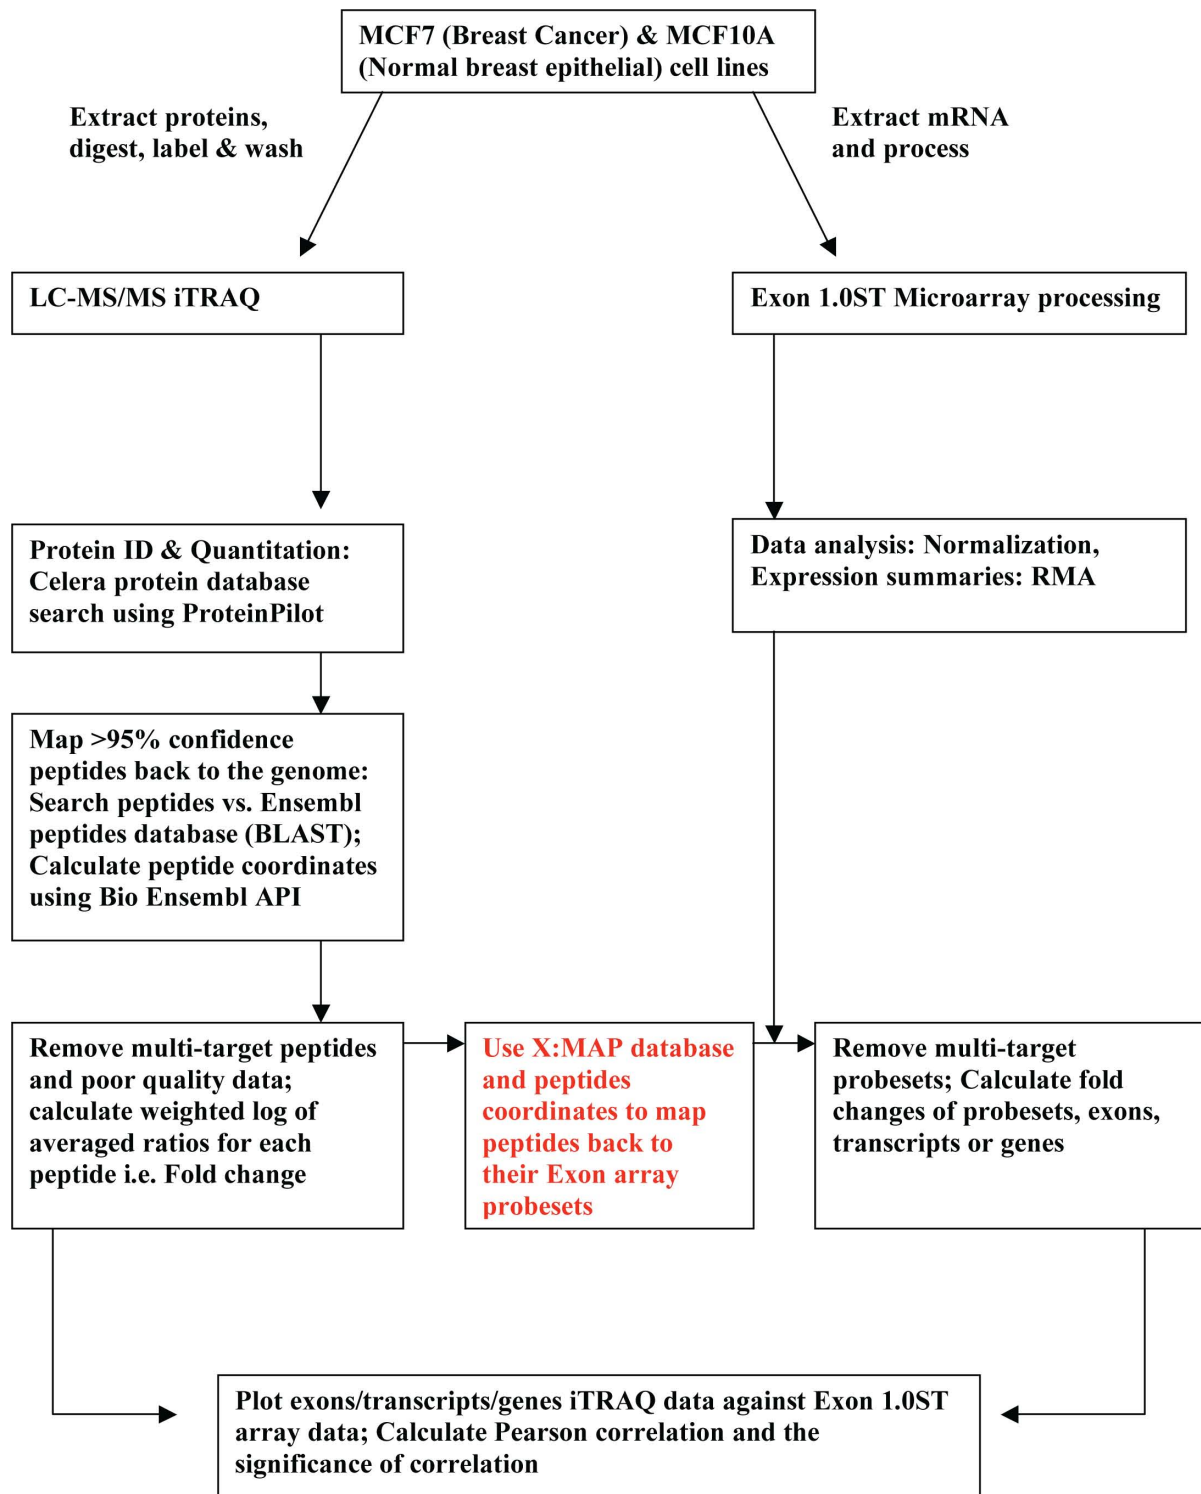 MCF7 (Breast Cancer) & MCF10A
(Normal breast epithelial) cell lines
Extract proteins,
digest, label & wash
Extract mRNA
and process
LC-MS/MS iTRAQ
Exon 1.0ST Microarray processing
Protein ID & Quantitation:
Celera protein database
search using ProteinPilot
Data analysis: Normalization,
Expression summaries: RMA
Map >95% confidence
peptides back to the genome:
Search peptides vs. Ensembl
peptides database (BLAST);
Calculate peptide coordinates
using Bio Ensembl API
Remove multi-target peptides
and poor quality data;
calculate weighted log of
averaged ratios for each
peptide i.e. Fold change
Use X:MAP database
and peptides
coordinates to map
peptides back to
their Exon array
probesets
Remove multi-target
probesets; Calculate fold
changes of probesets, exons,
transcripts or genes
Plot exons/transcripts/genes iTRAQ data against Exon 1.0ST
array data; Calculate Pearson correlation and the
significance of correlation